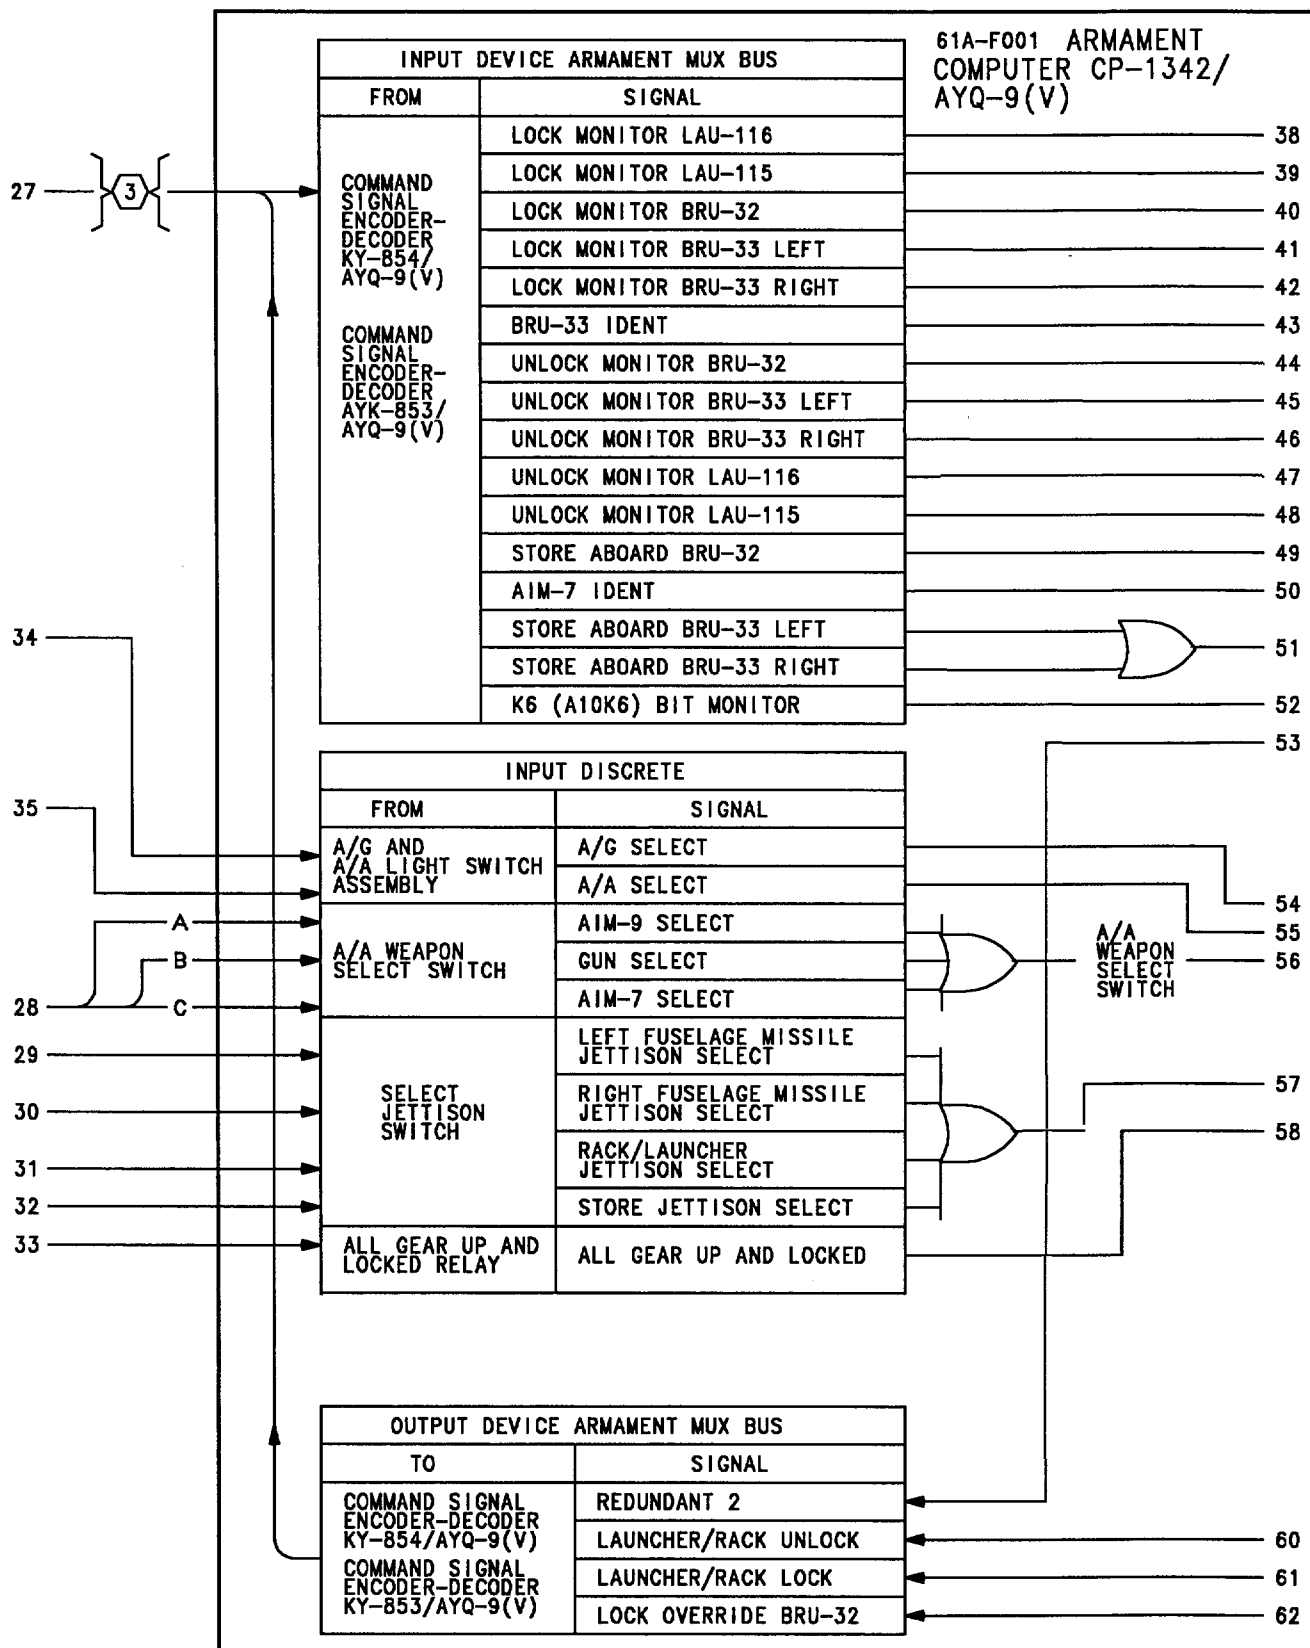 61A-F001 ARMAMENT
COMPUTER CP-1342/
AYQ-9(V)
INPUT DEVICE ARMAMENT MUX BUS
FROM SIGNAL
27
3
COMMAND
SIGNAL
ENCODER-
DECODER
KY-854/
AYQ-9(V)
COMMAND
SIGNAL
ENCODER-
DECODER
AYK-853/
AYQ-9(V)
LOCK MONITOR LAU-116 38
LOCK MONITOR LAU-115 39
LOCK MONITOR BRU-32 40
LOCK MONITOR BRU-33 LEFT 41
LOCK MONITOR BRU-33 RIGHT 42
BRU-33 IDENT 43
UNLOCK MONITOR BRU-32 44
UNLOCK MONITOR BRU-33 LEFT 45
UNLOCK MONITOR BRU-33 RIGHT 46
UNLOCK MONITOR LAU-116 47
UNLOCK MONITOR LAU-115 48
STORE ABOARD BRU-32 49
AIM-7 IDENT 50
STORE ABOARD BRU-33 LEFT
51
STORE ABOARD BRU-33 RIGHT
K6 (A10K6) BIT MONITOR 52
53
34
35
INPUT DISCRETE
FROM SIGNAL
A/G AND
A/A LIGHT SWITCH
ASSEMBLY
A/G SELECT
54
A/A SELECT
55
28
A
B
C
A/A WEAPON
SELECT SWITCH
AIM-9 SELECT
GUN SELECT
AIM-7 SELECT
A/A
WEAPON
SELECT
SWITCH
56
29
30
31
32
SELECT
JETTISON
SWITCH
LEFT FUSELAGE MISSILE
JETTISON SELECT
RIGHT FUSELAGE MISSILE
JETTISON SELECT
RACK/LAUNCHER
JETTISON SELECT
STORE JETTISON SELECT
57
58
33
ALL GEAR UP AND
LOCKED RELAY
ALL GEAR UP AND LOCKED
OUTPUT DEVICE ARMAMENT MUX BUS
TO SIGNAL
COMMAND SIGNAL
ENCODER-DECODER
KY-854/AYQ-9(V)
COMMAND SIGNAL
ENCODER-DECODER
KY-853/AYQ-9(V)
REDUNDANT 2
LAUNCHER/RACK UNLOCK 60
LAUNCHER/RACK LOCK 61
LOCK OVERRIDE BRU-32 62